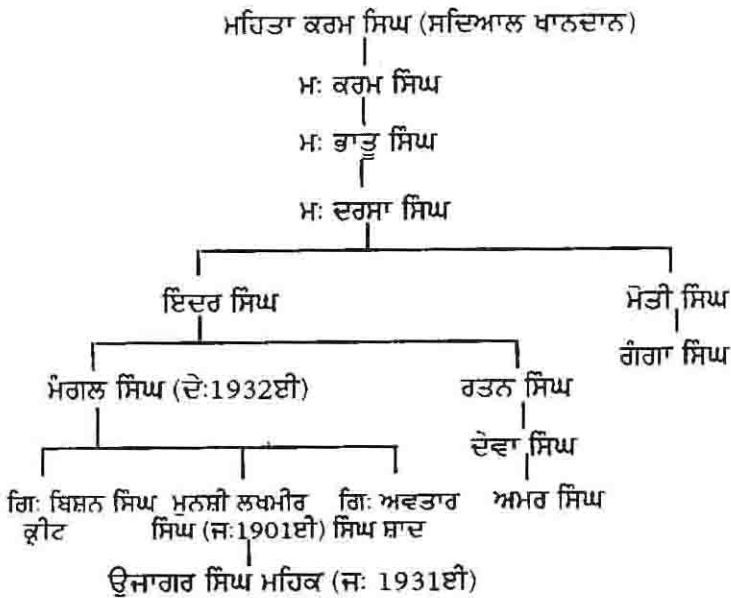 ਮਹਿਤਾ ਕਰਮ ਸਿੰਘ (ਸਦਿਆਲ ਖਾਨਦਾਨ)
ਮ: ਕਰਮ ਸਿੰਘ
ਮ: ਭਾਤੂ ਸਿੰਘ
ਮ: ਦਰਸਾ ਸਿੰਘ
ਇੰਦਰ ਸਿੰਘ ਮੋਤੀ ਸਿੰਘ
ਗੰਗਾ ਸਿੰਘ
ਮੰਗਲ ਸਿੰਘ (ਦੇ:1932ਈ) ਰਤਨ ਸਿੰਘ
ਦੇਵਾ ਸਿੰਘ
ਗਿ: ਬਿਸ਼ਨ ਸਿੰਘ ਮੁਨਸ਼ੀ ਲਖਮੀਰ ਗਿ: ਅਵਤਾਰ ਅਮਰ ਸਿੰਘ
ਕ੍ਰੀਟ ਸਿੰਘ (ਜ:1901ਈ) ਸਿੰਘ ਸ਼ਾਦ
ਉਜਾਗਰ ਸਿੰਘ ਮਹਿਕ (ਜ: 1931ਈ)